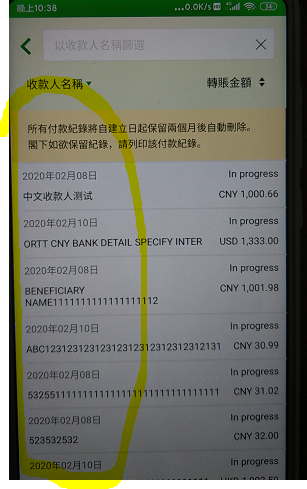 晚上10:38
...0.0K/s
34
以收款人名稱篩選
收款人名稱
轉賬金額
所有付款紀錄將自建立日起保留兩個月後自動刪除。
閣下如欲保留紀錄，請列印該付款紀錄。
2020年02月08日 In progress
中文收款人测试 CNY 1,000.66
2020年02月10日 In progress
ORTT CNY BANK DETAIL SPECIFY INTER USD 1,333.00
2020年02月08日 In progress
BENEFICIARY CNY 1,001.98
NAME1111111111111111112
2020年02月10日 In progress
ABC1231231231231231231231231231 CNY 30.99
2020年02月08日 In progress
CNY 31.02
2020年02月08日 In progress
523532532 CNY 32.00
2020年02月10日 In progress